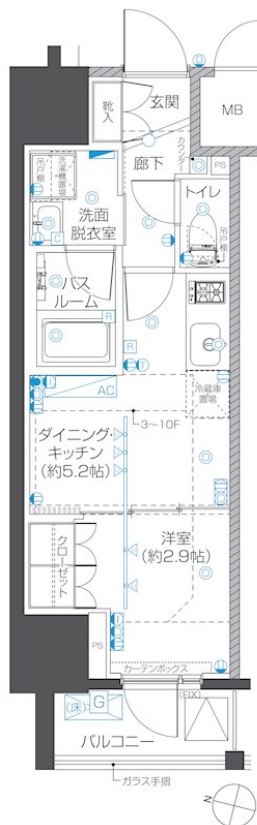 玄関
MB
靴入
カウンター
廊下
PS
吊戸棚
洗濯機置場
洗面
脱衣室
トイレ
吊戸棚
C
バス
ルーム
R
R
T
冷蔵庫
置場
AC
3~10F
ダイニング・
キッチン
(約5.2帖)
洋室
(約2.9帖)
クローゼット
PS
カーテンボックス
(FIX)
(床)
G
バルコニー
ガラス手摺
N